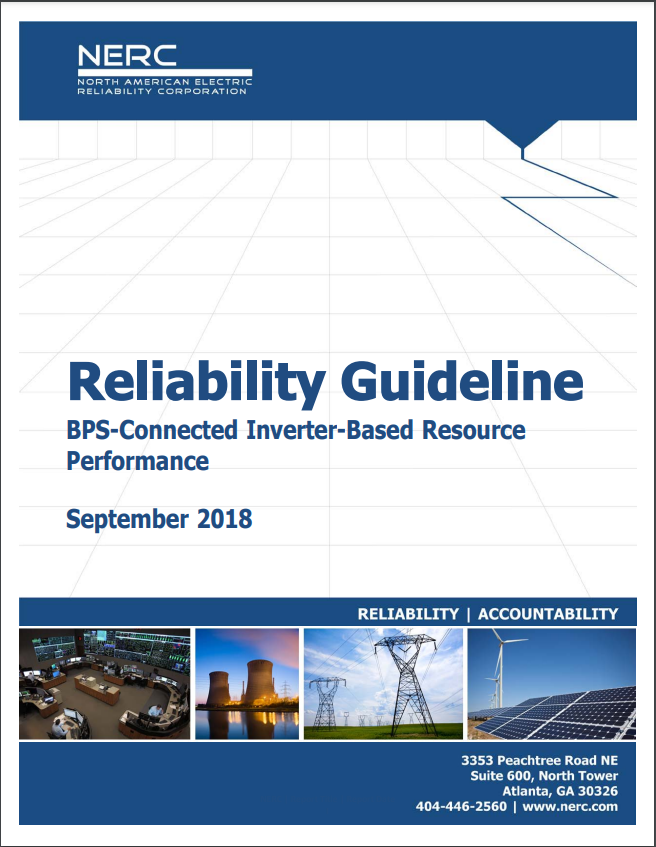 NERC
NORTH AMERICAN ELECTRIC
RELIABILITY CORPORATION
Reliability Guideline
BPS-Connected Inverter-Based Resource
Performance
September 2018
RELIABILITY | ACCOUNTABILITY
3353 Peachtree Road NE
Suite 600, North Tower
Atlanta, GA 30326
404-446-2560 | www.nerc.com